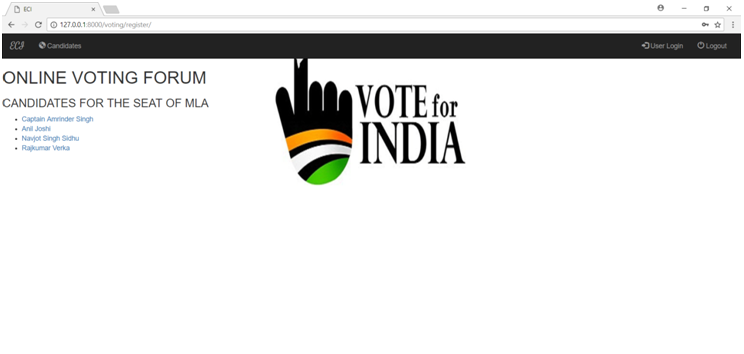 ECI
127.0.0.1:8000/voting/register/
ECI
Candidates
User Login
Logout
ONLINE VOTING FORUM
CANDIDATES FOR THE SEAT OF MLA
Captain Amrinder Singh
Anil Joshi
Navjot Singh Sidhu
Rajkumar Verka
VOTE for
INDIA